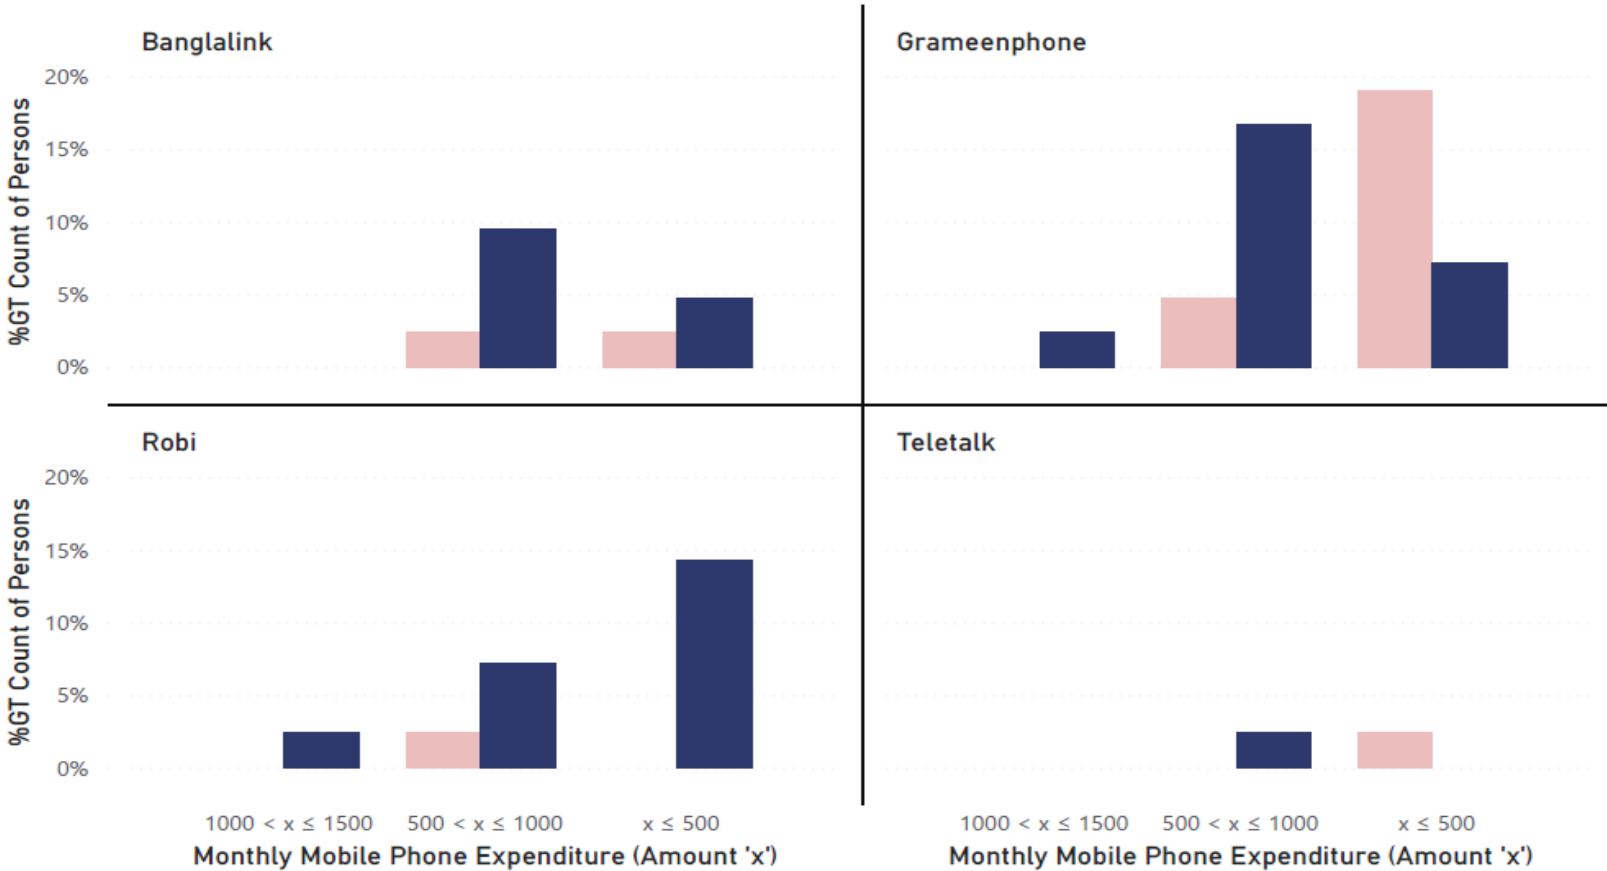 Banglalink
20%
15%
10%
5%
0%
%GT Count of Persons
Grameenphone
Robi
20%
15%
10%
5%
0%
%GT Count of Persons
Teletalk
1000 < x ≤ 1500 500 < x ≤ 1000 x ≤ 500
Monthly Mobile Phone Expenditure (Amount 'x')
1000 < x ≤ 1500 500 < x ≤ 1000 x ≤ 500
Monthly Mobile Phone Expenditure (Amount 'x')